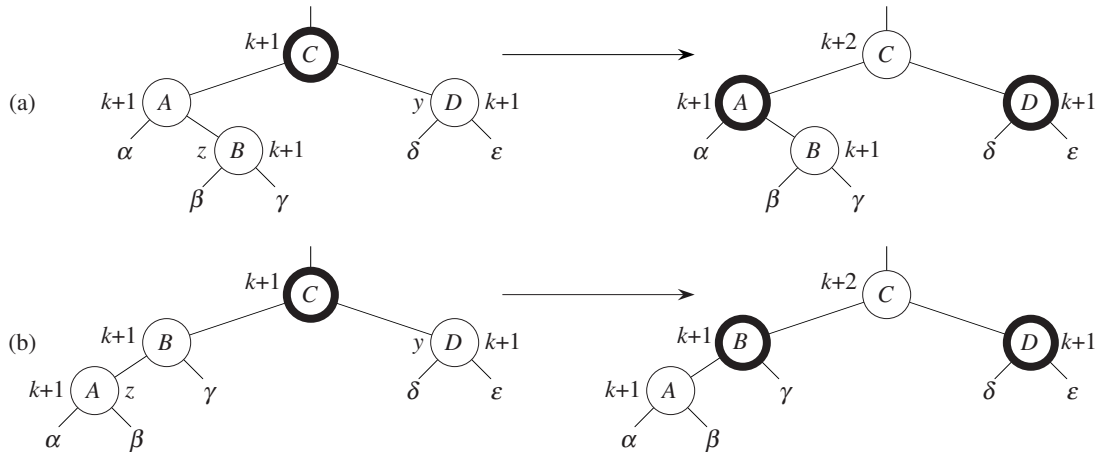 k+1 C k+2 C
(a) k+1 A y D k+1 k+1 A D k+1
α z B k+1 δ ε α B k+1 δ ε
β γ β γ
k+1 C k+2 C
(b) k+1 B y D k+1 k+1 B D k+1
k+1 A z γ δ ε k+1 A γ δ ε
α β α β